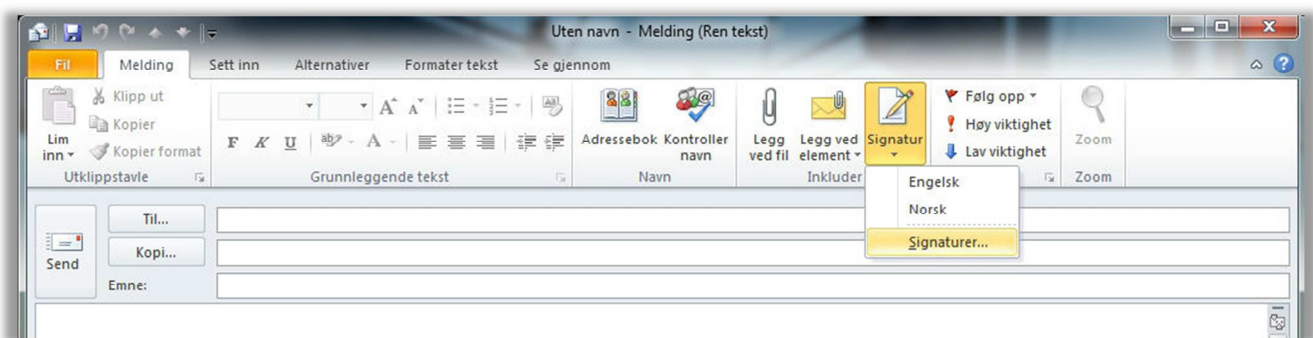 Uten navn - Melding (Ren tekst)
Fil Melding Sett inn Alternativer Formater tekst Se gjennom
Lim inn
Klipp ut
Kopier
Kopier format
Utklippstavle
F K U
Grunnleggende tekst
Adressebok
Kontroller navn
Navn
Legg ved fil
Legg ved element
Signatur
Inkluder
Følg opp
Høy viktighet
Lav viktighet
Zoom
Zoom
Engelsk
Norsk
Signaturer...
Send
Til...
Kopi...
Emne: